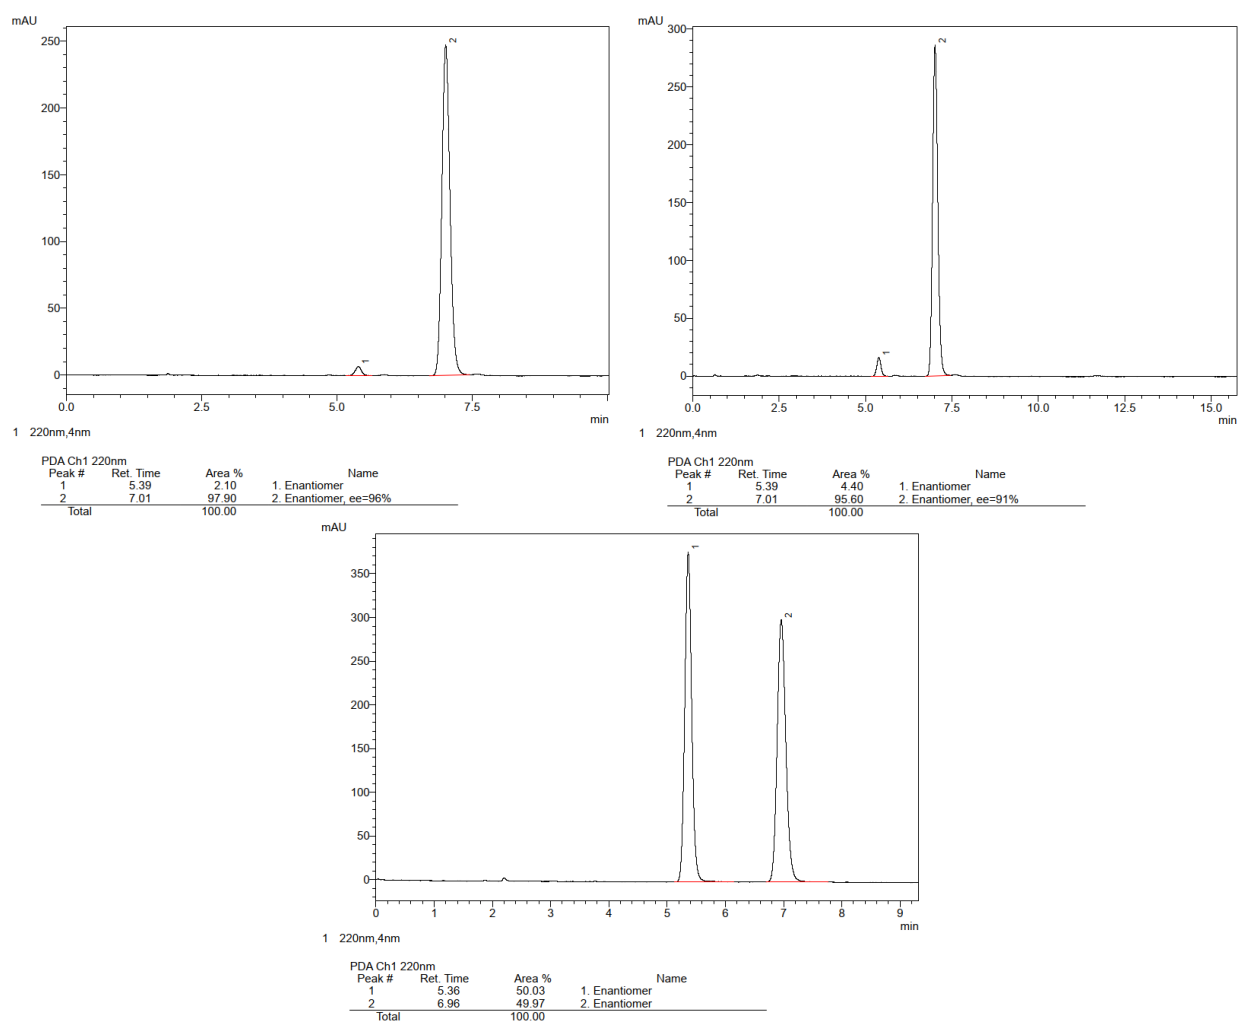 mAU
250
2
200
150
100
50
1
0
0.0 2.5 5.0 7.5
min
1 220nm,4nm
PDA Ch1 220nm
Peak # Ret. Time Area % Name
1 5.39 2.10 1. Enantiomer
2 7.01 97.90 2. Enantiomer, ee=96%
Total 100.00
mAU
300
2
250
200
150
100
50
1
0
0.0 2.5 5.0 7.5 10.0 12.5 15.0
min
1 220nm,4nm
PDA Ch1 220nm
Peak # Ret. Time Area % Name
1 5.39 4.40 1. Enantiomer
2 7.01 95.60 2. Enantiomer, ee=91%
Total 100.00
mAU
1
350
2
300
250
200
150
100
50
0
0 1 2 3 4 5 6 7 8 9
min
1 220nm,4nm
PDA Ch1 220nm
Peak # Ret. Time Area % Name
1 5.36 50.03 1. Enantiomer
2 6.96 49.97 2. Enantiomer
Total 100.00